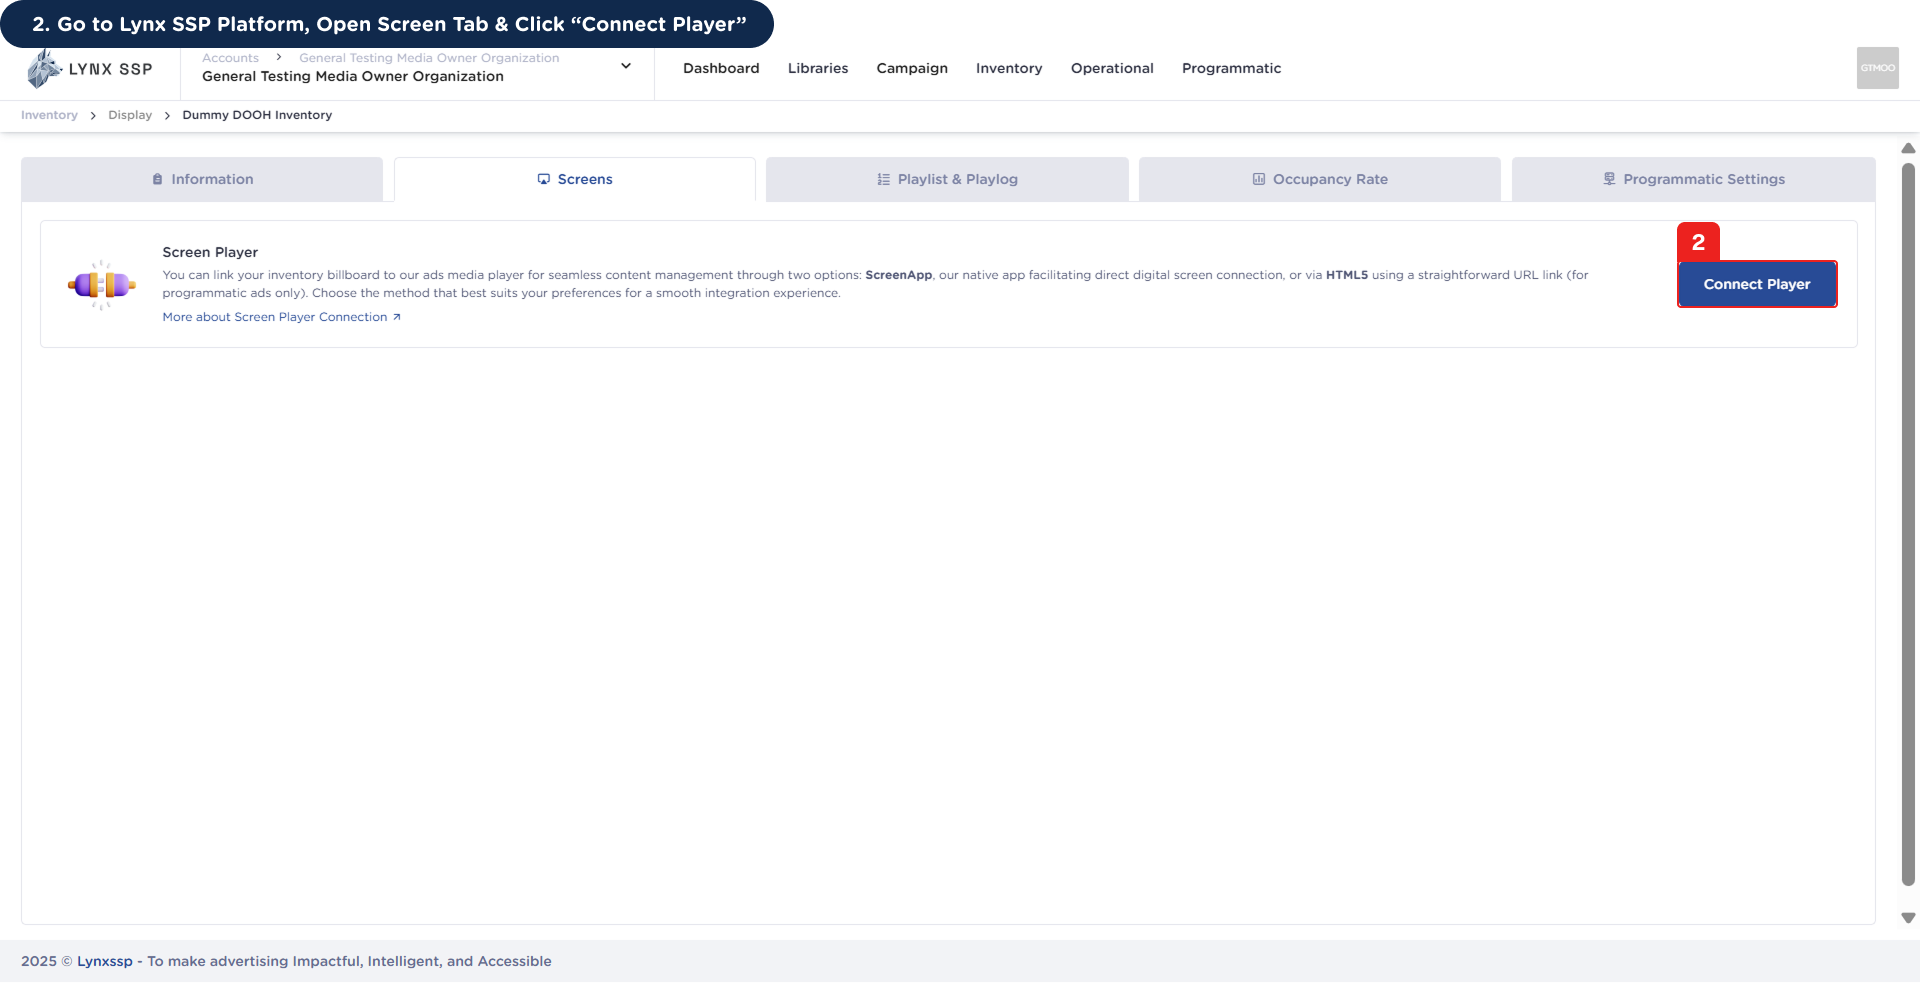 2. Go to Lynx SSP Platform, Open Screen Tab & Click “Connect Player”
LYNX SSP
Accounts > General Testing Media Owner Organization
General Testing Media Owner Organization
Dashboard Libraries Campaign Inventory Operational Programmatic
GTMOO
Inventory > Display > Dummy DOOH Inventory
Information
Screens
Playlist & Playlog
Occupancy Rate
Programmatic Settings
Screen Player
You can link your inventory billboard to our ads media player for seamless content management through two options: ScreenApp, our native app facilitating direct digital screen connection, or via HTML5 using a straightforward URL link (for
programmatic ads only). Choose the method that best suits your preferences for a smooth integration experience.
More about Screen Player Connection
2
Connect Player
2025 © Lynxssp - To make advertising Impactful, Intelligent, and Accessible